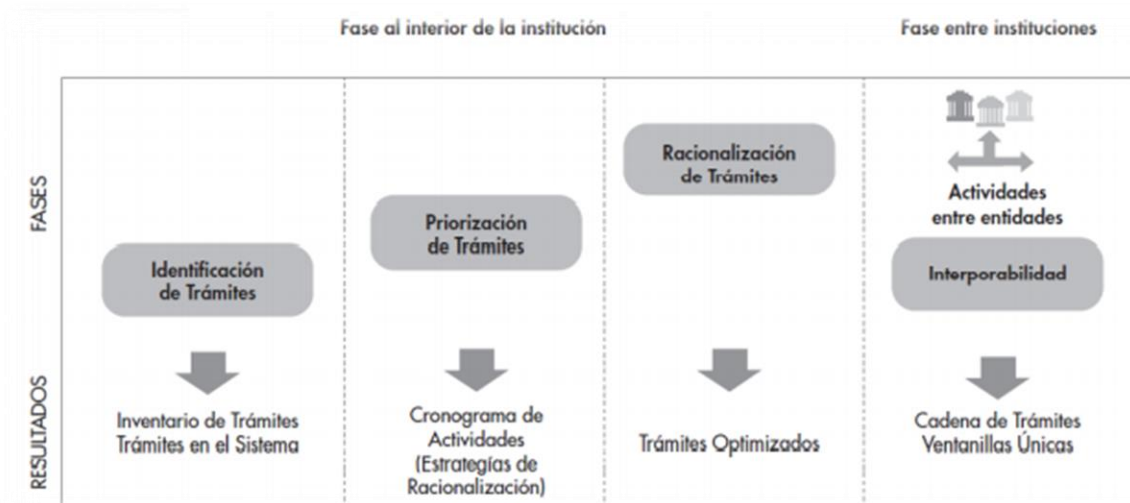 Fase al interior de la institución
Fase entre instituciones
FASES
Identificación
de Trámites
Priorización
de Trámites
Racionalización
de Trámites
Actividades
entre entidades
Interporabilidad
RESULTADOS
Inventario de Trámites
Trámites en el Sistema
Cronograma de
Actividades
(Estrategías de
Racionalización)
Trámites Optimizados
Cadena de Trámites
Ventanillas Únicas